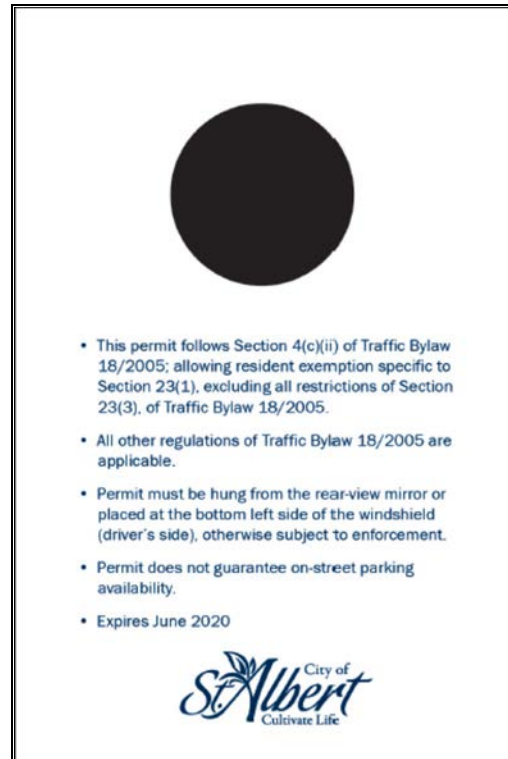 • This permit follows Section 4(c)(ii) of Traffic Bylaw
18/2005; allowing resident exemption specific to
Section 23(1), excluding all restrictions of Section
23(3), of Traffic Bylaw 18/2005.
• All other regulations of Traffic Bylaw 18/2005 are
applicable.
• Permit must be hung from the rear-view mirror or
placed at the bottom left side of the windshield
(driver's side), otherwise subject to enforcement.
• Permit does not guarantee on-street parking
availability.
• Expires June 2020
City of
St. Albert
Cultivate Life